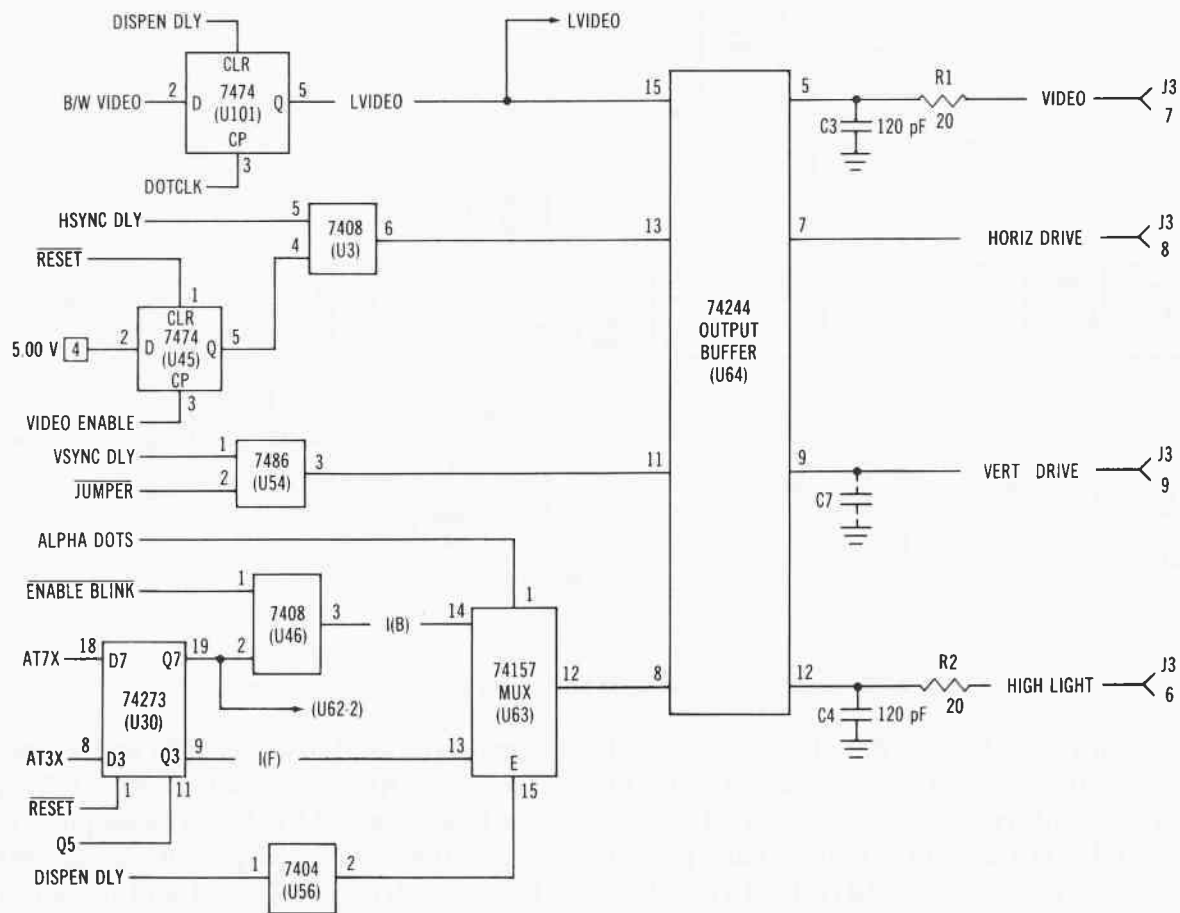 DISPEN DLY
LVIDEO
CLR
7474
(U101)
B/W VIDEO
2
D
Q
5
LVIDEO
15
CP
3
DOTCLK
5
R1
20
VIDEO
J3
7
C3
120 pF
HSYNC DLY
5
4
7408
(U3)
6
13
7
HORIZ DRIVE
J3
8
RESET
1
CLR
7474
(U45)
5.00 V
4
2
D
Q
5
CP
3
VIDEO ENABLE
74244
OUTPUT
BUFFER
(U64)
VSYNC DLY
1
JUMPER
2
7486
(U54)
3
11
9
VERT DRIVE
J3
9
C7
ALPHA DOTS
1
ENABLE BLINK
1
2
7408
(U46)
3
I(B)
14
AT7X
18
D7
Q7
19
74273
(U30)
(U62-2)
74157
MUX
(U63)
12
8
12
R2
20
HIGH LIGHT
J3
6
C4
120 pF
AT3X
8
D3
Q3
9
I(F)
13
E
15
RESET
1
11
Q5
DISPEN DLY
1
7404
(U56)
2